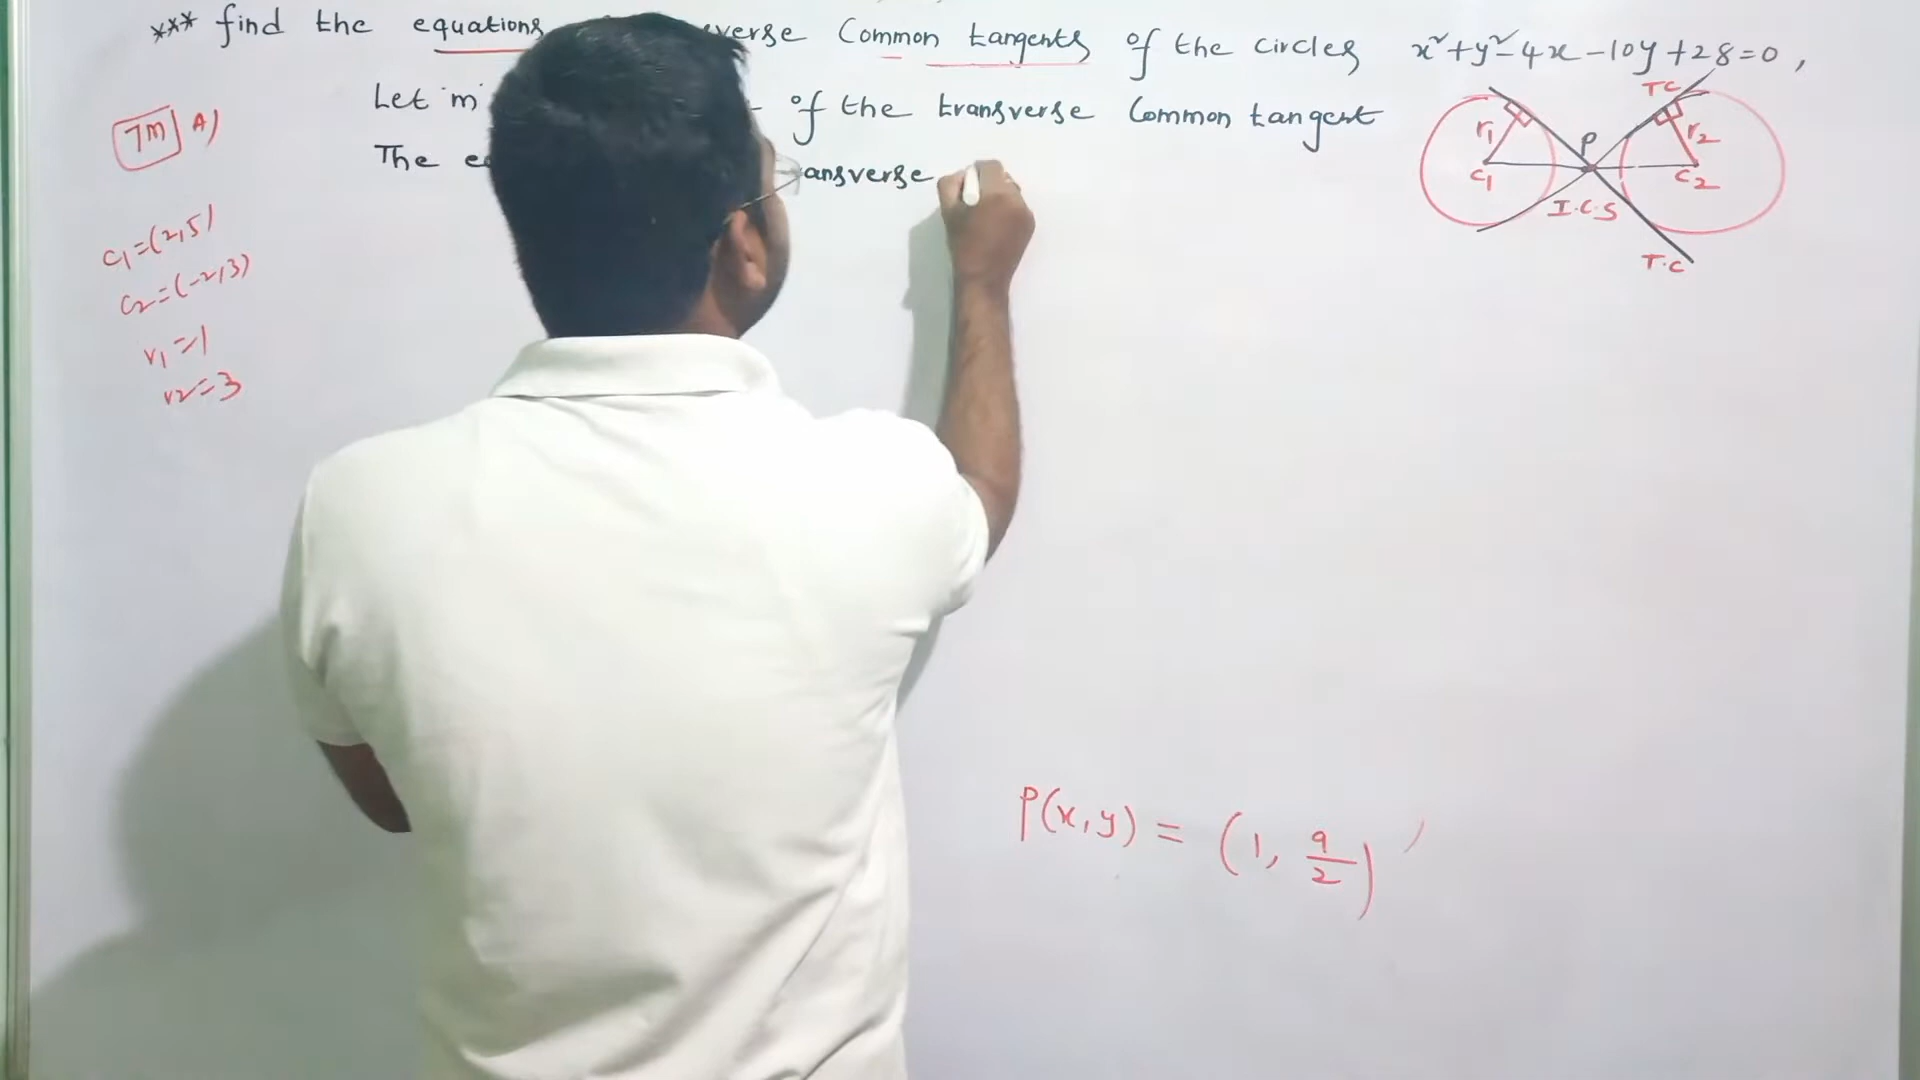 *** find the equations verse Common tangents of the circles x²+y²-4x-10y+28=0,
Let 'm' of the transverse Common tangent
The ansverse
7m A)
C1=(2,5)
C2=(-2,3)
r1=1
r2=3
T.C
r1 P r2
C1 C2
I.C.S
T.C
P(x,y) = (1, 9/2)